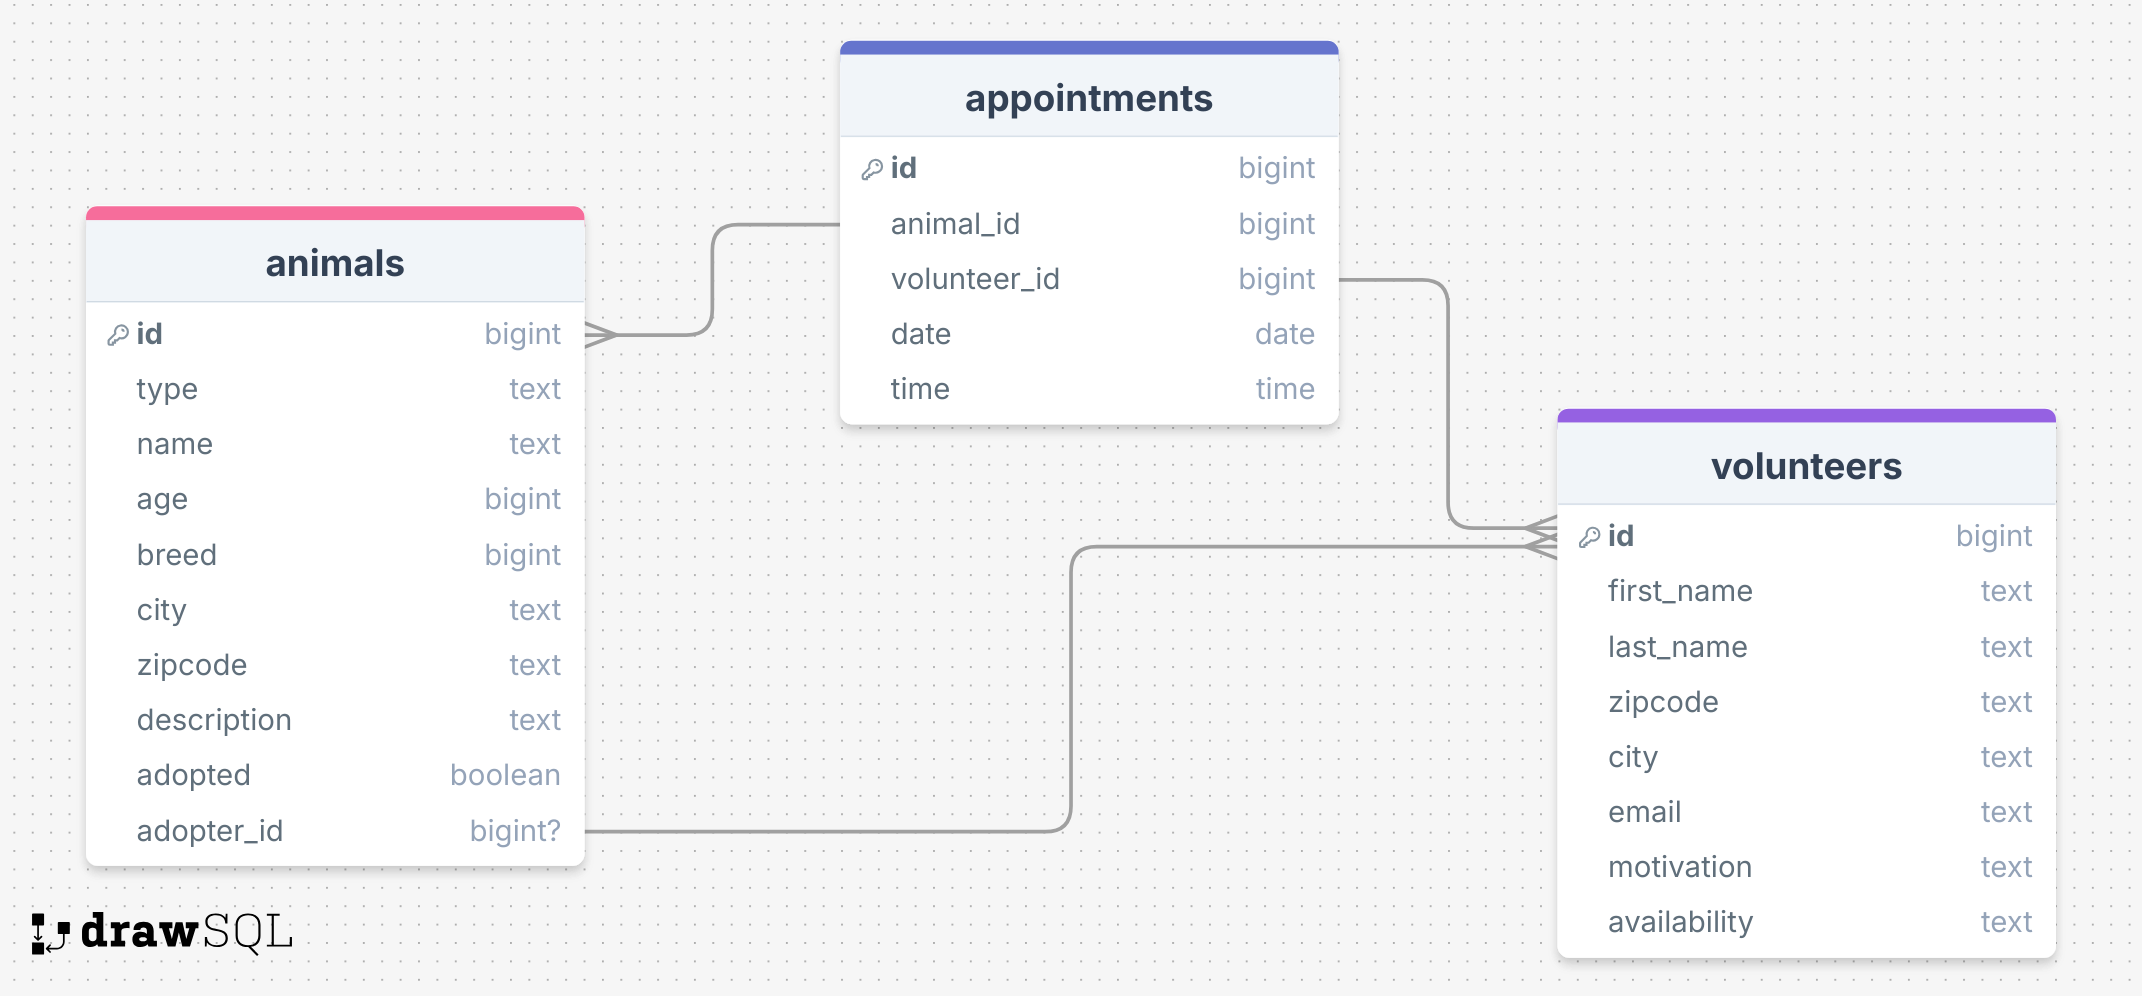 appointments
id bigint
animal_id bigint
volunteer_id bigint
date date
time time
animals
id bigint
type text
name text
age bigint
breed bigint
city text
zipcode text
description text
adopted boolean
adopter_id bigint?
volunteers
id bigint
first_name text
last_name text
zipcode text
city text
email text
motivation text
availability text
drawSQL